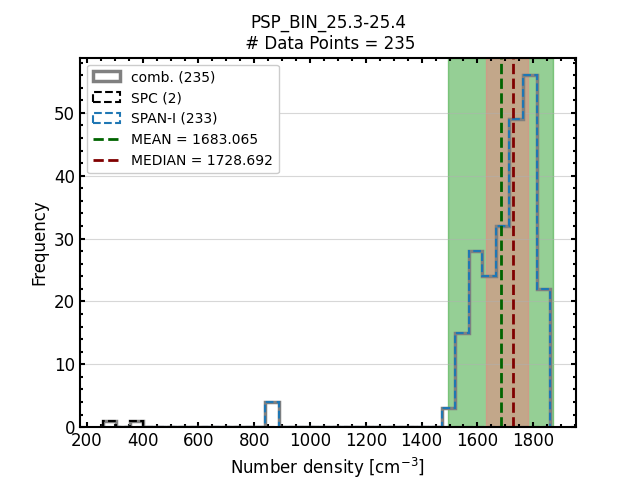 PSP_BIN_25.3-25.4
# Data Points = 235
comb. (235)
SPC (2)
SPAN-I (233)
MEAN = 1683.065
MEDIAN = 1728.692
Frequency
50
40
30
20
10
0
200 400 600 800 1000 1200 1400 1600 1800
Number density [cm⁻³]